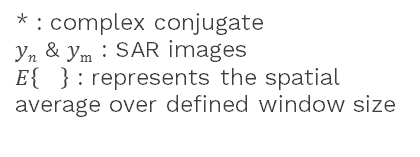 * : complex conjugate
yₙ & yₘ : SAR images
E{ } : represents the spatial
average over defined window size